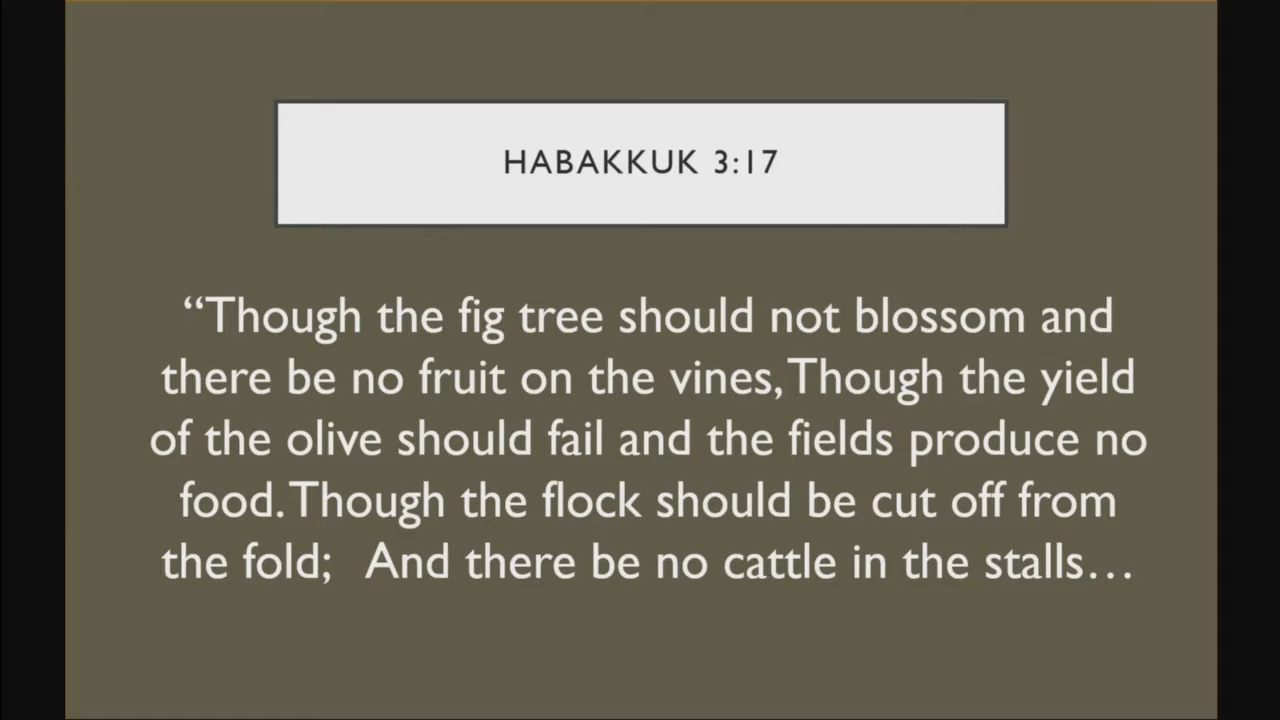 HABAKKUK 3:17
“Though the fig tree should not blossom and
there be no fruit on the vines,Though the yield
of the olive should fail and the fields produce no
food.Though the flock should be cut off from
the fold;   And there be no cattle in the stalls…